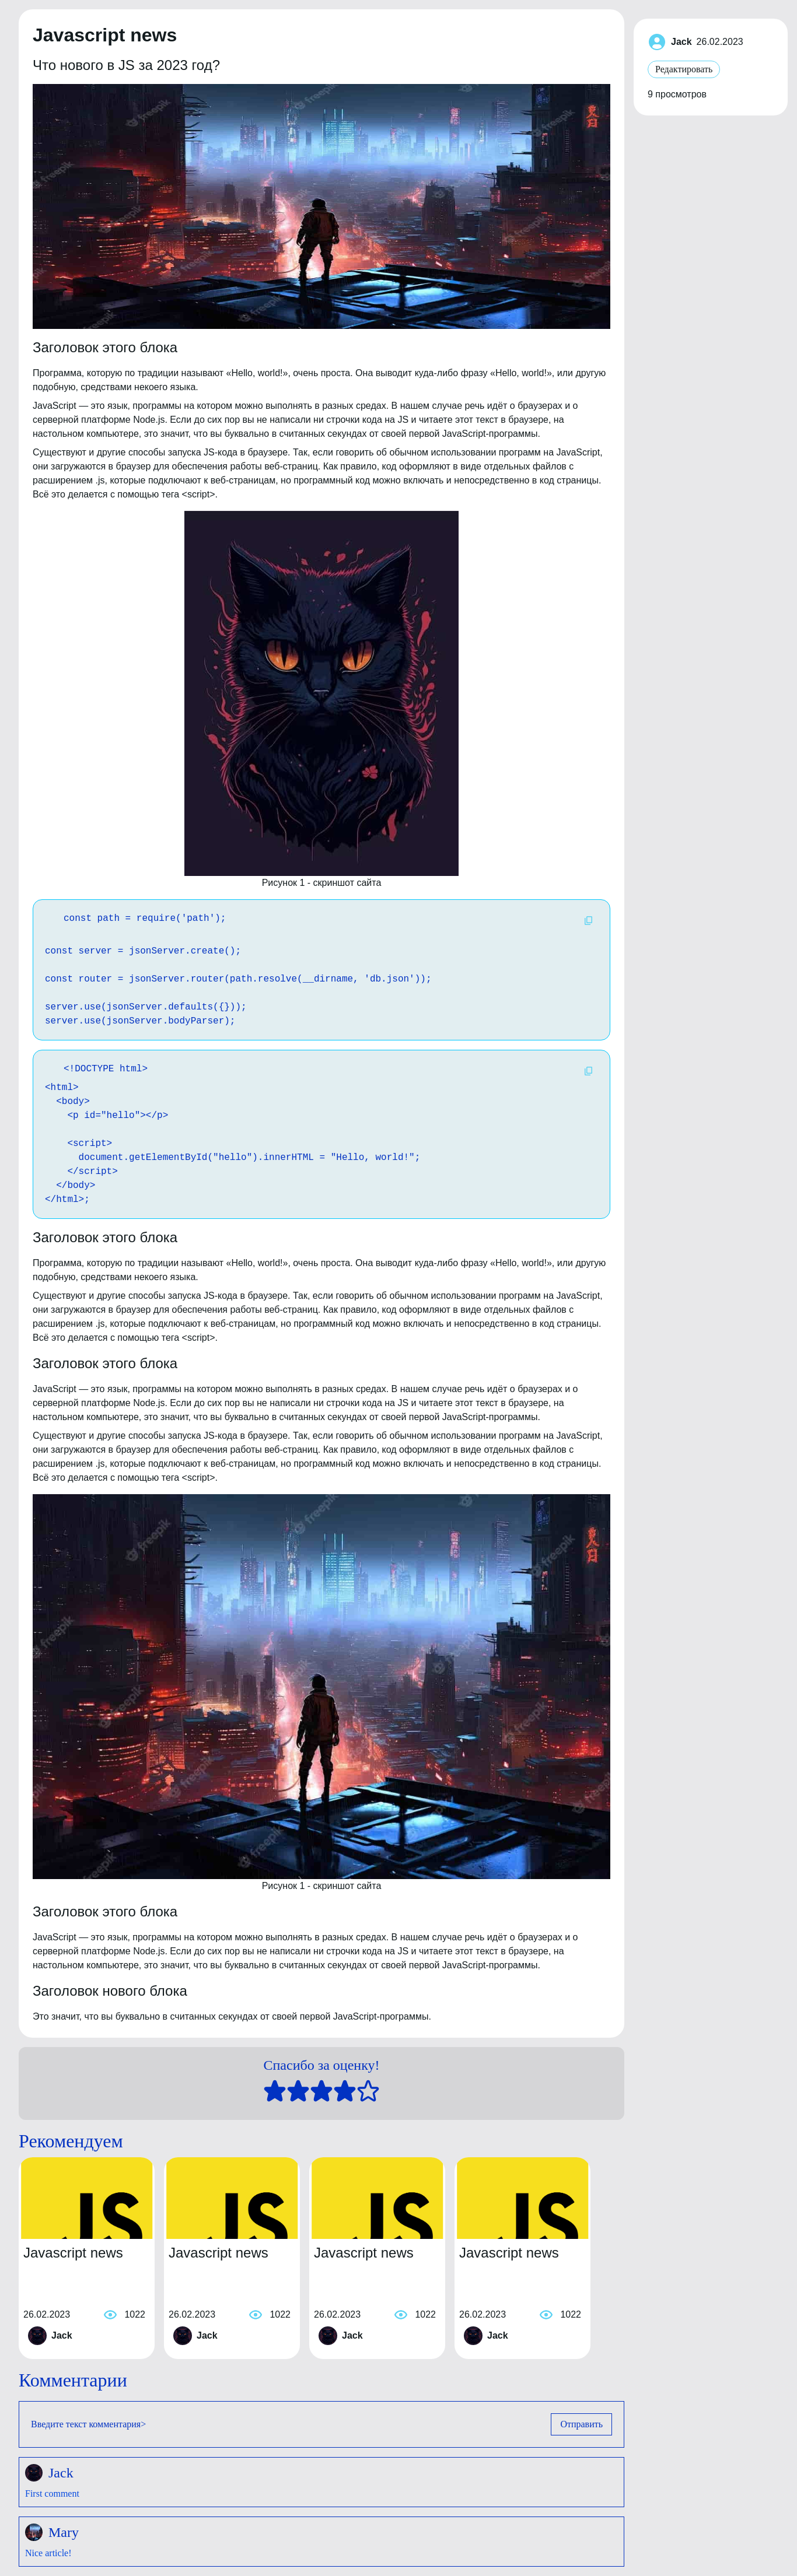 Javascript news
Что нового в JS за 2023 год?
Заголовок этого блока
Программа, которую по традиции называют «Hello, world!», очень проста. Она выводит куда-либо фразу «Hello, world!», или другую
подобную, средствами некоего языка.
JavaScript — это язык, программы на котором можно выполнять в разных средах. В нашем случае речь идёт о браузерах и о
серверной платформе Node.js. Если до сих пор вы не написали ни строчки кода на JS и читаете этот текст в браузере, на
настольном компьютере, это значит, что вы буквально в считанных секундах от своей первой JavaScript-программы.
Существуют и другие способы запуска JS-кода в браузере. Так, если говорить об обычном использовании программ на JavaScript,
они загружаются в браузер для обеспечения работы веб-страниц. Как правило, код оформляют в виде отдельных файлов с
расширением .js, которые подключают к веб-страницам, но программный код можно включать и непосредственно в код страницы.
Всё это делается с помощью тега <script>.
Рисунок 1 - скриншот сайта
const path = require('path');
const server = jsonServer.create();
const router = jsonServer.router(path.resolve(__dirname, 'db.json'));
server.use(jsonServer.defaults({}));
server.use(jsonServer.bodyParser);
<!DOCTYPE html>
<html>
<body>
<p id="hello"></p>
<script>
document.getElementById("hello").innerHTML = "Hello, world!";
</script>
</body>
</html>;
Заголовок этого блока
Программа, которую по традиции называют «Hello, world!», очень проста. Она выводит куда-либо фразу «Hello, world!», или другую
подобную, средствами некоего языка.
Существуют и другие способы запуска JS-кода в браузере. Так, если говорить об обычном использовании программ на JavaScript,
они загружаются в браузер для обеспечения работы веб-страниц. Как правило, код оформляют в виде отдельных файлов с
расширением .js, которые подключают к веб-страницам, но программный код можно включать и непосредственно в код страницы.
Всё это делается с помощью тега <script>.
Заголовок этого блока
JavaScript — это язык, программы на котором можно выполнять в разных средах. В нашем случае речь идёт о браузерах и о
серверной платформе Node.js. Если до сих пор вы не написали ни строчки кода на JS и читаете этот текст в браузере, на
настольном компьютере, это значит, что вы буквально в считанных секундах от своей первой JavaScript-программы.
Существуют и другие способы запуска JS-кода в браузере. Так, если говорить об обычном использовании программ на JavaScript,
они загружаются в браузер для обеспечения работы веб-страниц. Как правило, код оформляют в виде отдельных файлов с
расширением .js, которые подключают к веб-страницам, но программный код можно включать и непосредственно в код страницы.
Всё это делается с помощью тега <script>.
Рисунок 1 - скриншот сайта
Заголовок этого блока
JavaScript — это язык, программы на котором можно выполнять в разных средах. В нашем случае речь идёт о браузерах и о
серверной платформе Node.js. Если до сих пор вы не написали ни строчки кода на JS и читаете этот текст в браузере, на
настольном компьютере, это значит, что вы буквально в считанных секундах от своей первой JavaScript-программы.
Заголовок нового блока
Это значит, что вы буквально в считанных секундах от своей первой JavaScript-программы.
Jack 26.02.2023
Редактировать
9 просмотров
Спасибо за оценку!
Рекомендуем
JS
Javascript news
26.02.2023 1022
Jack
JS
Javascript news
26.02.2023 1022
Jack
JS
Javascript news
26.02.2023 1022
Jack
JS
Javascript news
26.02.2023 1022
Jack
Комментарии
Введите текст комментария>
Отправить
Jack
First comment
Mary
Nice article!